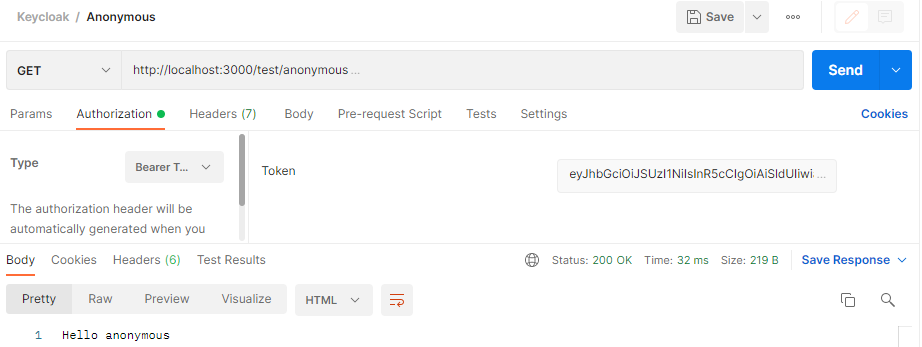 Keycloak / Anonymous
Save
GET
http://localhost:3000/test/anonymous ...
Send
Params Authorization Headers (7) Body Pre-request Script Tests Settings Cookies
Type
Bearer T...
Token
eyJhbGciOiJSUzI1NiIsInR5cCIgOiAiSldUIiwi...
The authorization header will be
automatically generated when you
Body Cookies Headers (6) Test Results
Status: 200 OK Time: 32 ms Size: 219 B Save Response
Pretty Raw Preview Visualize HTML
1 Hello anonymous